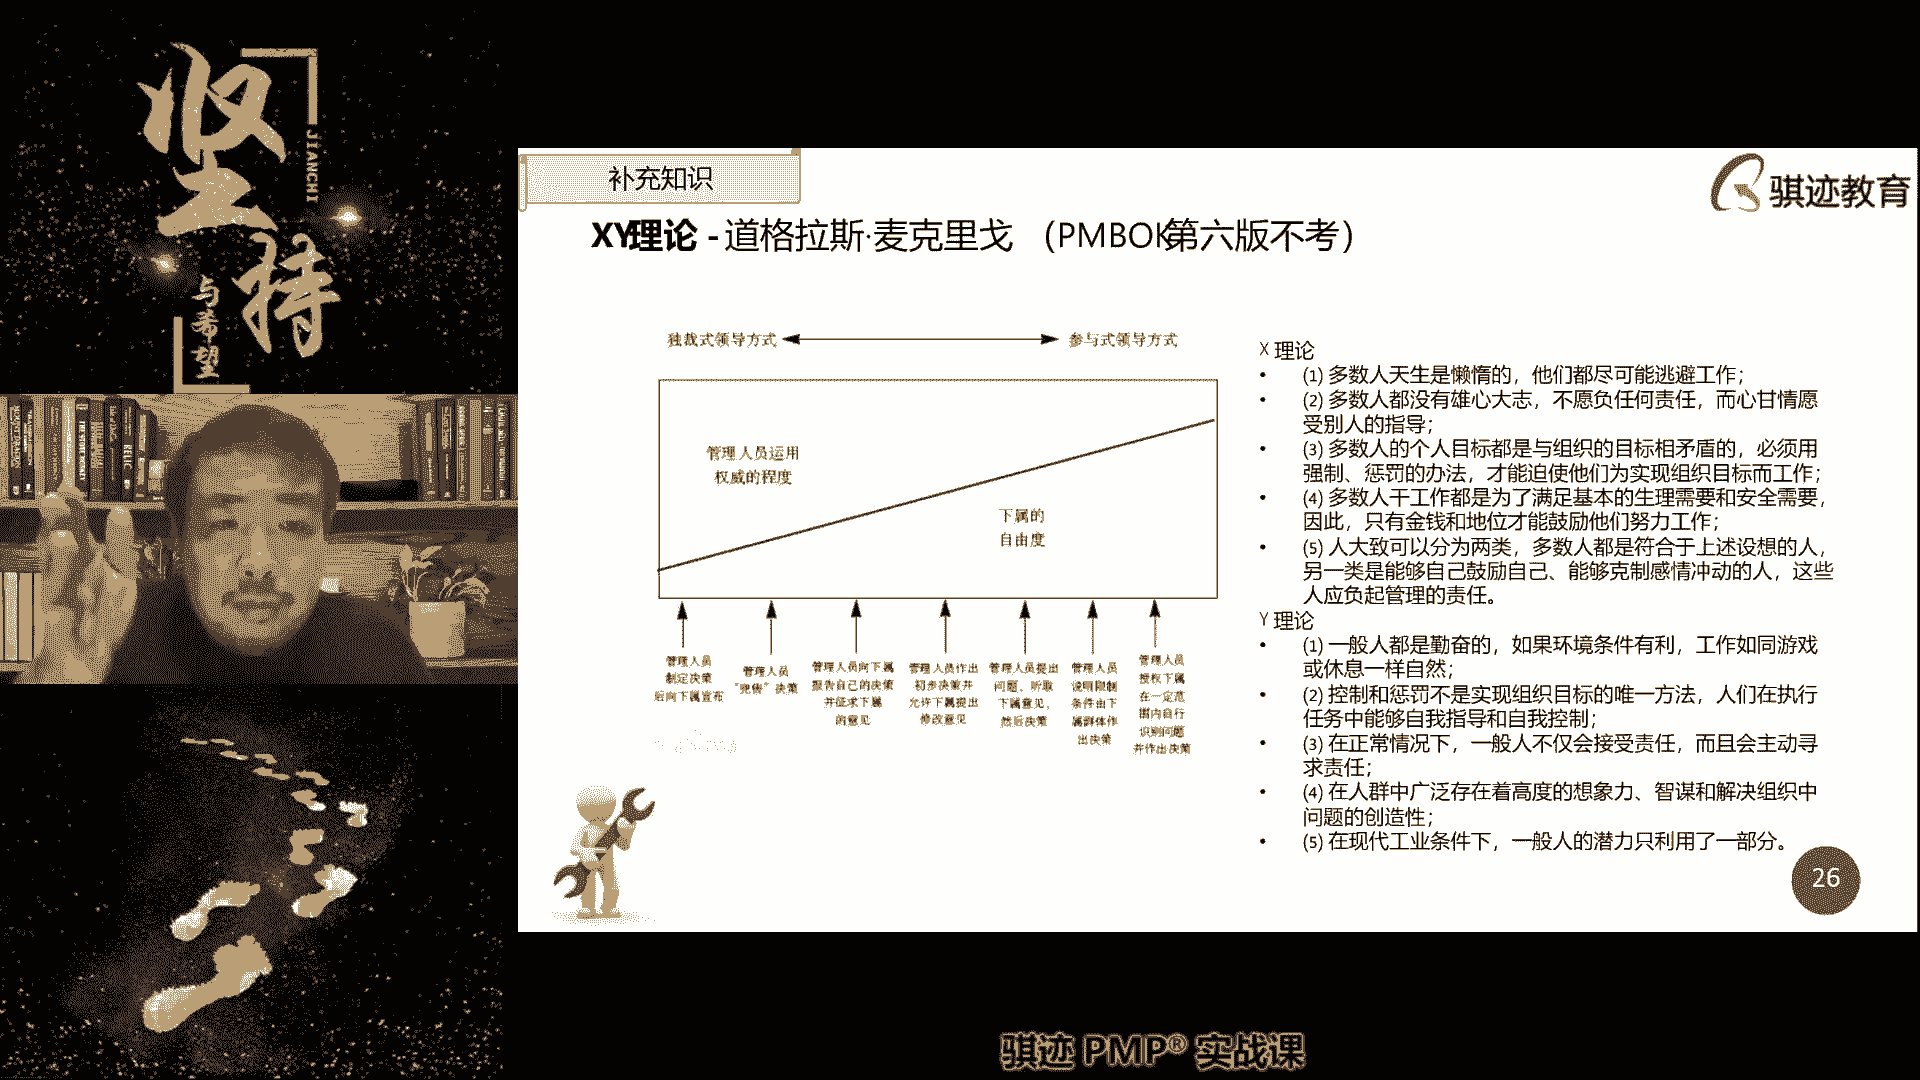 坚持
JIANCHI
与希望
补充知识
骐迹教育
XY理论 - 道格拉斯·麦克里戈 （PMBOK第六版不考）
独裁式领导方式
参与式领导方式
管理人员运用
权威的程度
下属的
自由度
管理人员
制定决策
后向下属宣布
管理人员
“兜售”决策
管理人员向下属
报告自己的决策
并征求下属
的意见
管理人员作出
初步决策并
允许下属提出
修改意见
管理人员提出
问题、听取
下属意见，
然后决策
管理人员
说明限制
条件由下
属群体作
出决策
管理人员
授权下属
在一定范
围内自行
识别问题
并作出决策
X 理论
• (1) 多数人天生是懒惰的，他们都尽可能逃避工作；
• (2) 多数人都没有雄心大志，不愿负任何责任，而心甘情愿
受别人的指导；
• (3) 多数人的个人目标都是与组织的目标相矛盾的，必须用
强制、惩罚的办法，才能迫使他们为实现组织目标而工作；
• (4) 多数人干工作都是为了满足基本的生理需要和安全需要，
因此，只有金钱和地位才能鼓励他们努力工作；
• (5) 人大致可以分为两类，多数人都是符合于上述设想的人，
另一类是能够自己鼓励自己、能够克制感情冲动的人，这些
人应负起管理的责任。
Y 理论
• (1) 一般人都是勤奋的，如果环境条件有利，工作如同游戏
或休息一样自然；
• (2) 控制和惩罚不是实现组织目标的唯一方法，人们在执行
任务中能够自我指导和自我控制；
• (3) 在正常情况下，一般人不仅会接受责任，而且会主动寻
求责任；
• (4) 在人群中广泛存在着高度的想象力、智谋和解决组织中
问题的创造性；
• (5) 在现代工业条件下，一般人的潜力只利用了一部分。
26
骐迹 PMP® 实战课